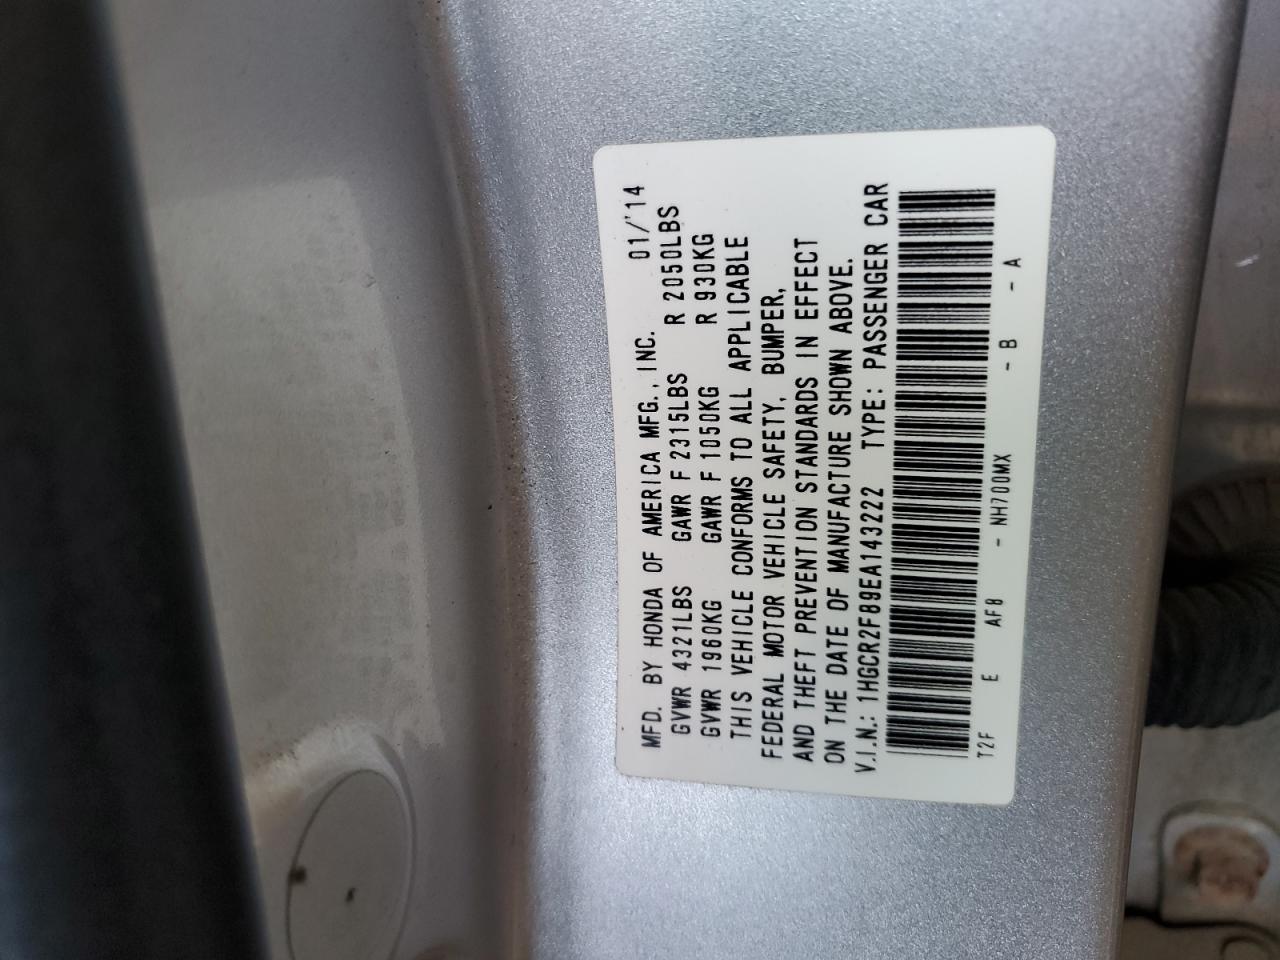 MFD. BY HONDA OF AMERICA MFG., INC. 01/'14
GVWR 4321LBS GAWR F 2315LBS R 2050LBS
GVWR 1960KG GAWR F 1050KG R 930KG
THIS VEHICLE CONFORMS TO ALL APPLICABLE
FEDERAL MOTOR VEHICLE SAFETY, BUMPER,
AND THEFT PREVENTION STANDARDS IN EFFECT
ON THE DATE OF MANUFACTURE SHOWN ABOVE.
V.I.N.: 1HGCR2F89EA143222 TYPE: PASSENGER CAR
T2F E AF8 - NH700MX - B - A